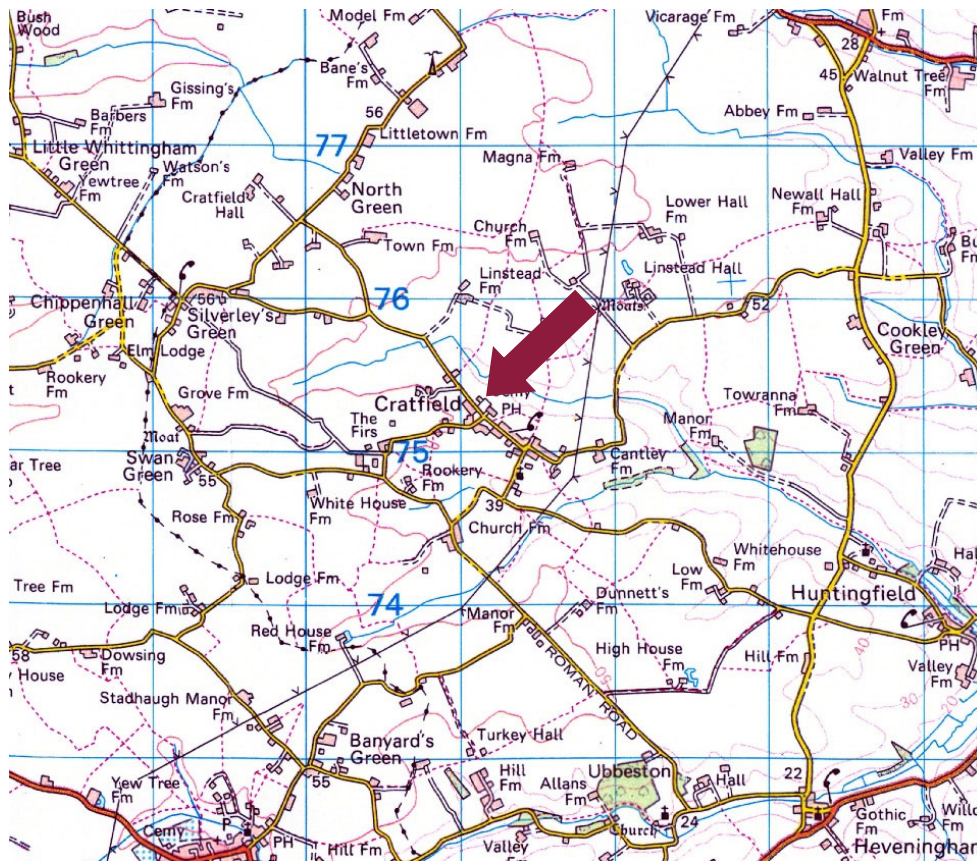 Bush
Wood
Model Fm
Vicarage Fm
Fm
28
Bane's
Fm
Gissing's
Fm
45
Walnut Tree
Fm
56
Barbers
Fm
Abbey Fm
Littletown Fm
77
Little Whittingham
Green
Magna Fm
Valley Fm
Yewtree
Fm
Watson's
Fm
North
Green
Cratfield
Hall
Newall Hall
Fm
Lower Hall
Fm
Church
Fm
Town Fm
Linstead
Fm
Linstead Hall
76
Moats
Chippenhall
Green
56
Silverley's
Green
52
Cookley
Green
Elm Lodge
Rookery
Fm
Grove Fm
Cratfield
PH
Towranna
Fm
The
Firs
Manor
Fm
Moat
75
Swan
Green
55
Rookery
Fm
Cantley
Fm
White House
Fm
39
Rose Fm
Church Fm
Whitehouse
Fm
Lodge Fm
Low
Fm
Tree Fm
74
Huntingfield
Lodge Fm
Dunnett's
Fm
Manor
Fm
Red House
Fm
PH
58
Dowsing
Fm
ROMAN ROAD
High House
Fm
Hill Fm
40
Valley
Fm
House
Fm
50
30
20
Stadhaugh Manor
Fm
Banyard's
Green
Turkey Hall
55
Yew Tree
Fm
Hill
Fm
Allans
Fm
Ubbeston
Hall
22
Cemy
P
PH
Hill Fm
Valley
Fm
Church
24
Gothic
Fm
Heveningham